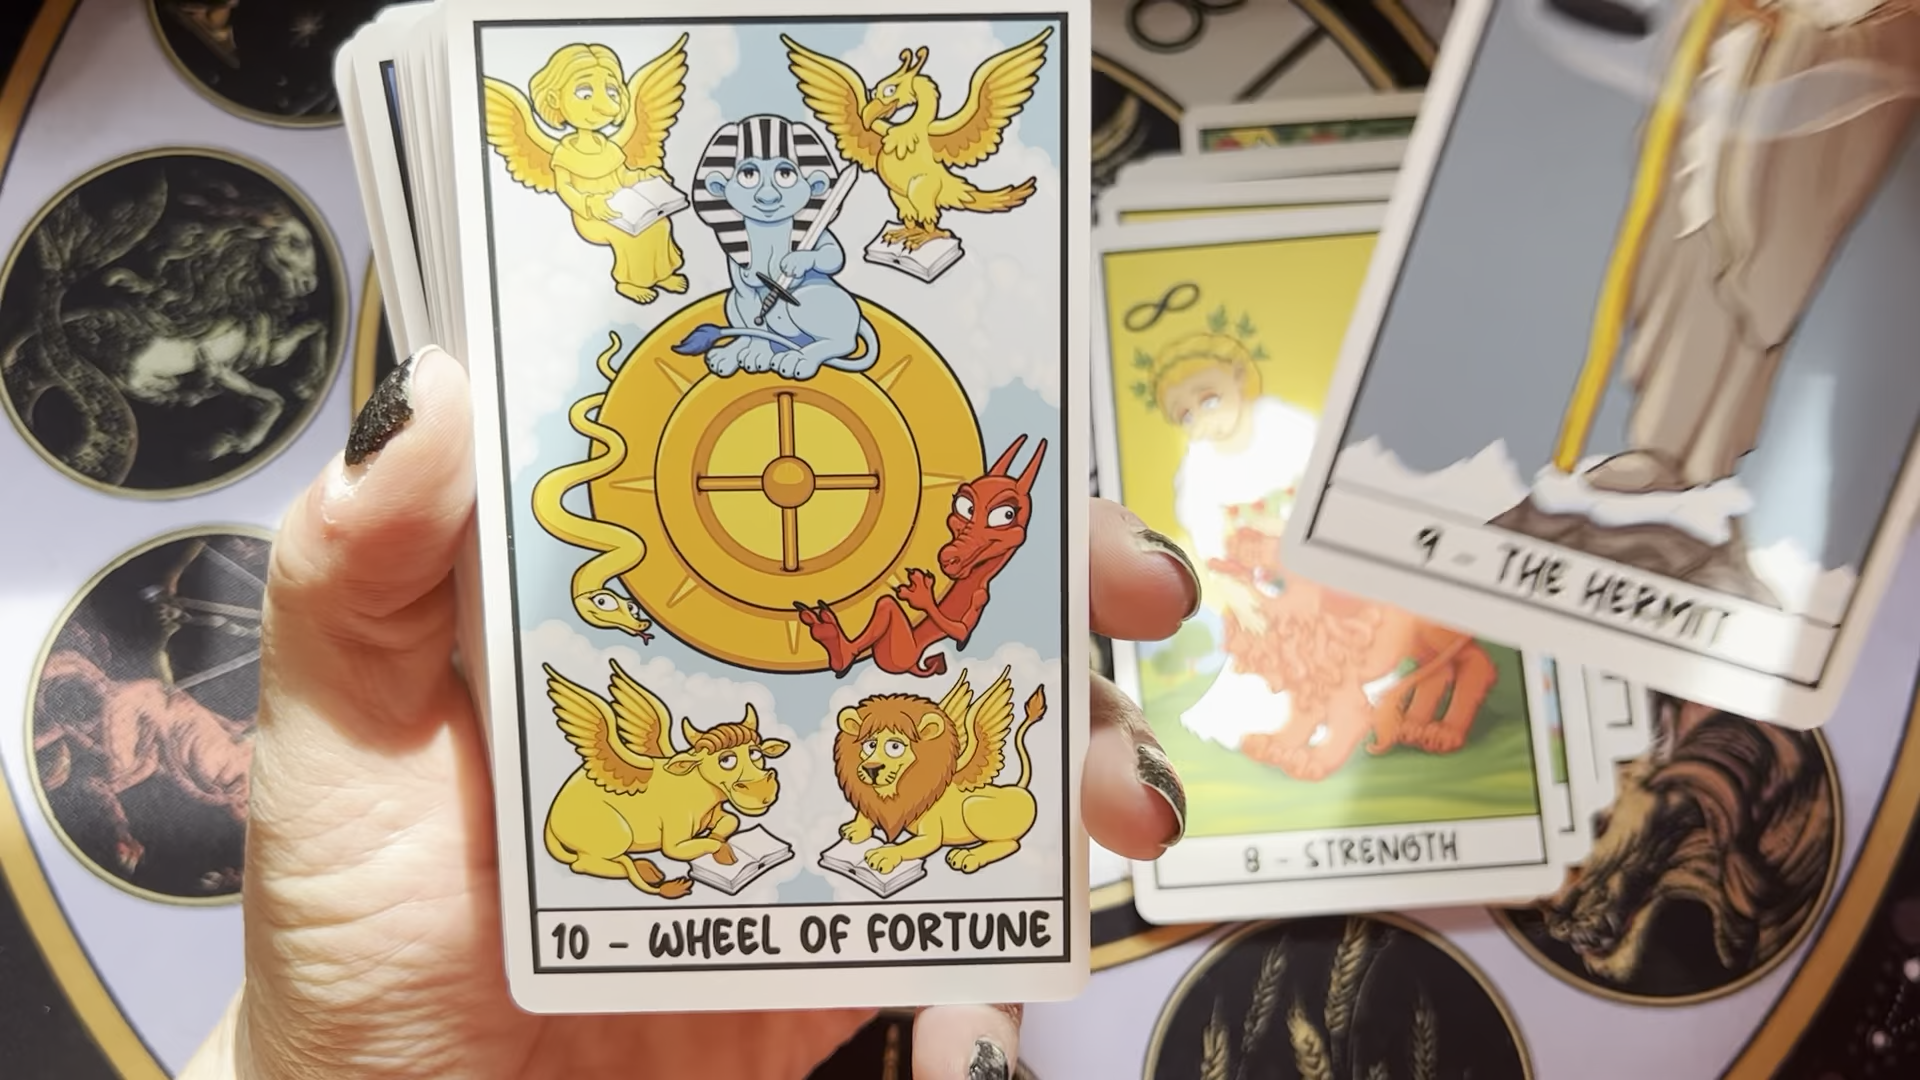 10 - WHEEL OF FORTUNE
9 - THE HERMIT
8 - STRENGTH